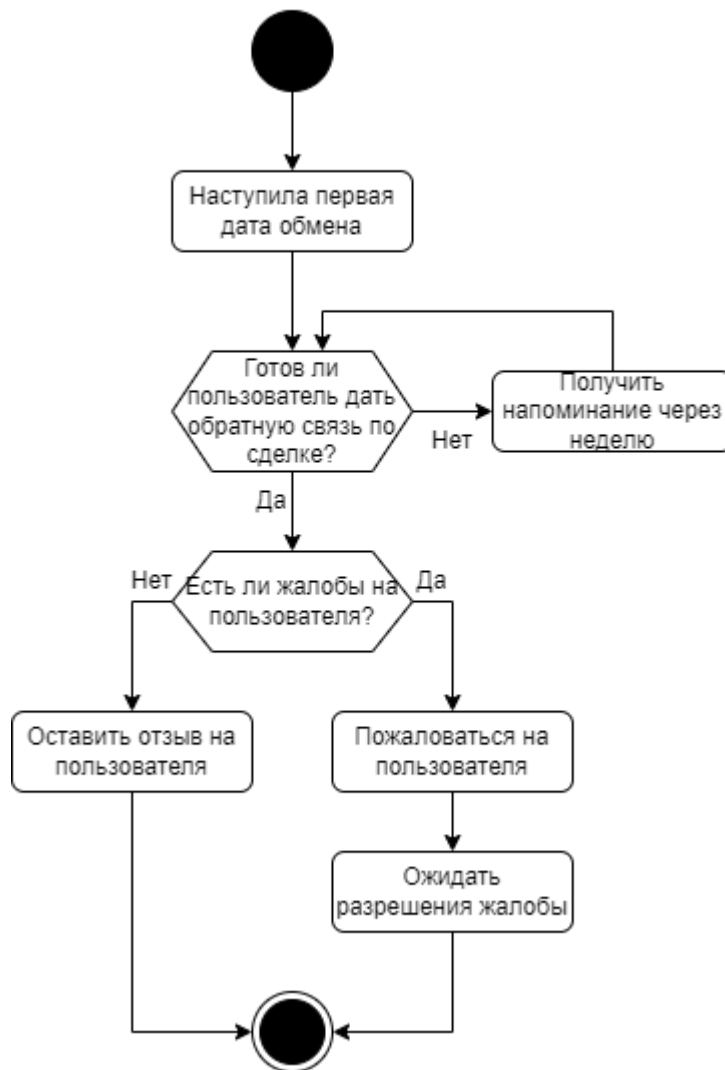 Наступила первая
дата обмена
Готов ли
пользователь дать
обратную связь по
сделке?
Нет
Получить
напоминание через
неделю
Да
Нет
Есть ли жалобы на
пользователя?
Да
Оставить отзыв на
пользователя
Пожаловаться на
пользователя
Ожидать
разрешения жалобы